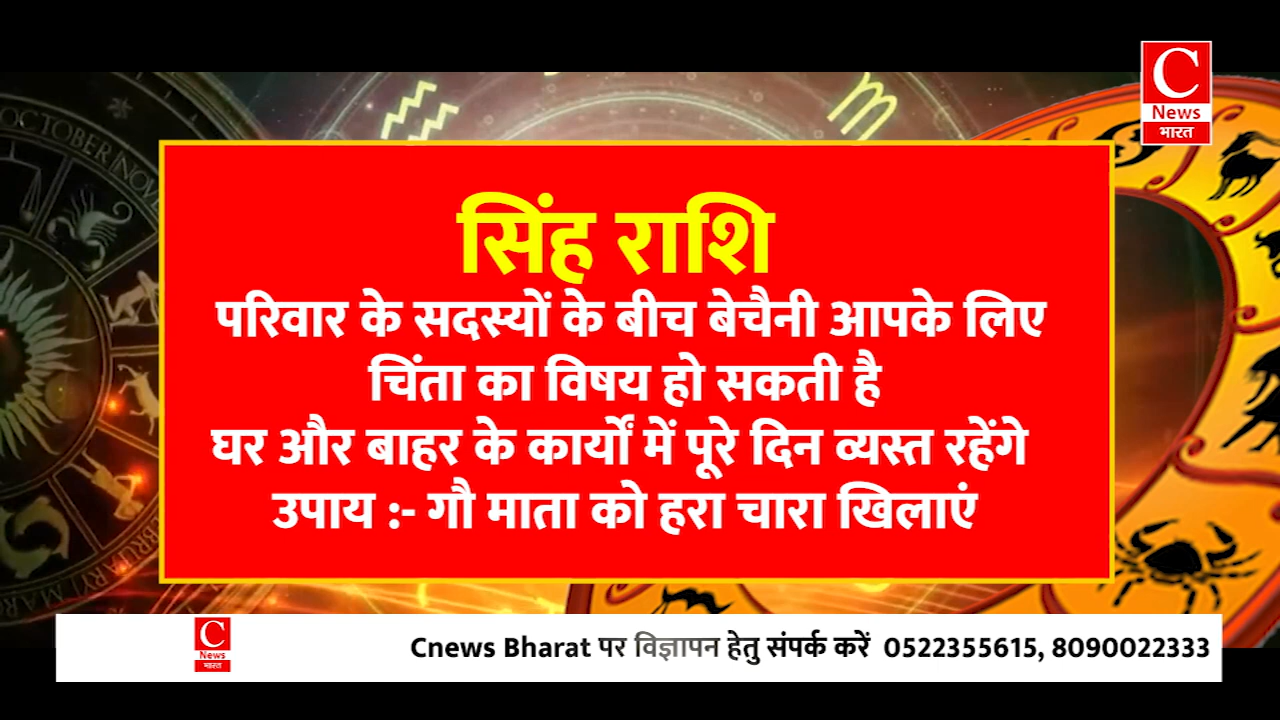 C
News
भारत
OCTOBER
सिंह राशि
परिवार के सदस्यों के बीच बेचैनी आपके लिए
चिंता का विषय हो सकती है
घर और बाहर के कार्यों में पूरे दिन व्यस्त रहेंगे
उपाय :- गौ माता को हरा चारा खिलाएं
C
News
भारत
Cnews Bharat पर विज्ञापन हेतु संपर्क करें 0522355615, 8090022333